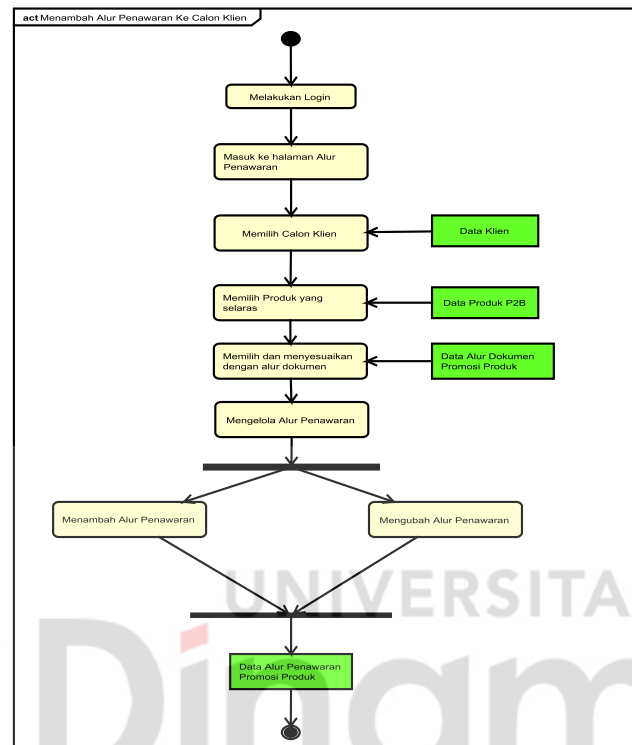 act Menambah Alur Penawaran Ke Calon Klien
Melakukan Login
Masuk ke halaman Alur
Penawaran
Memilih Calon Klien
Data Klien
Memilih Produk yang
selaras
Data Produk P2B
Memilih dan menyesuaikan
dengan alur dokumen
Data Alur Dokumen
Promosi Produk
Mengelola Alur Penawaran
Menambah Alur Penawaran
Mengubah Alur Penawaran
UNIVERSITA
Dinam
Data Alur Penawaran
Promosi Produk